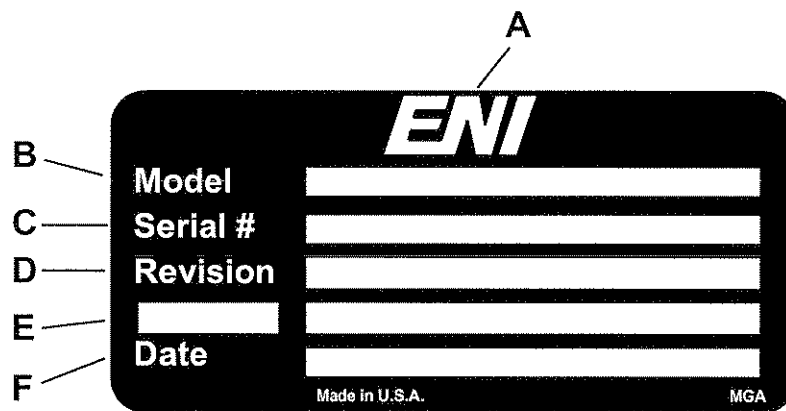 A
ENI
B
Model
C
Serial #
D
Revision
E
F
Date
Made in U.S.A. MGA